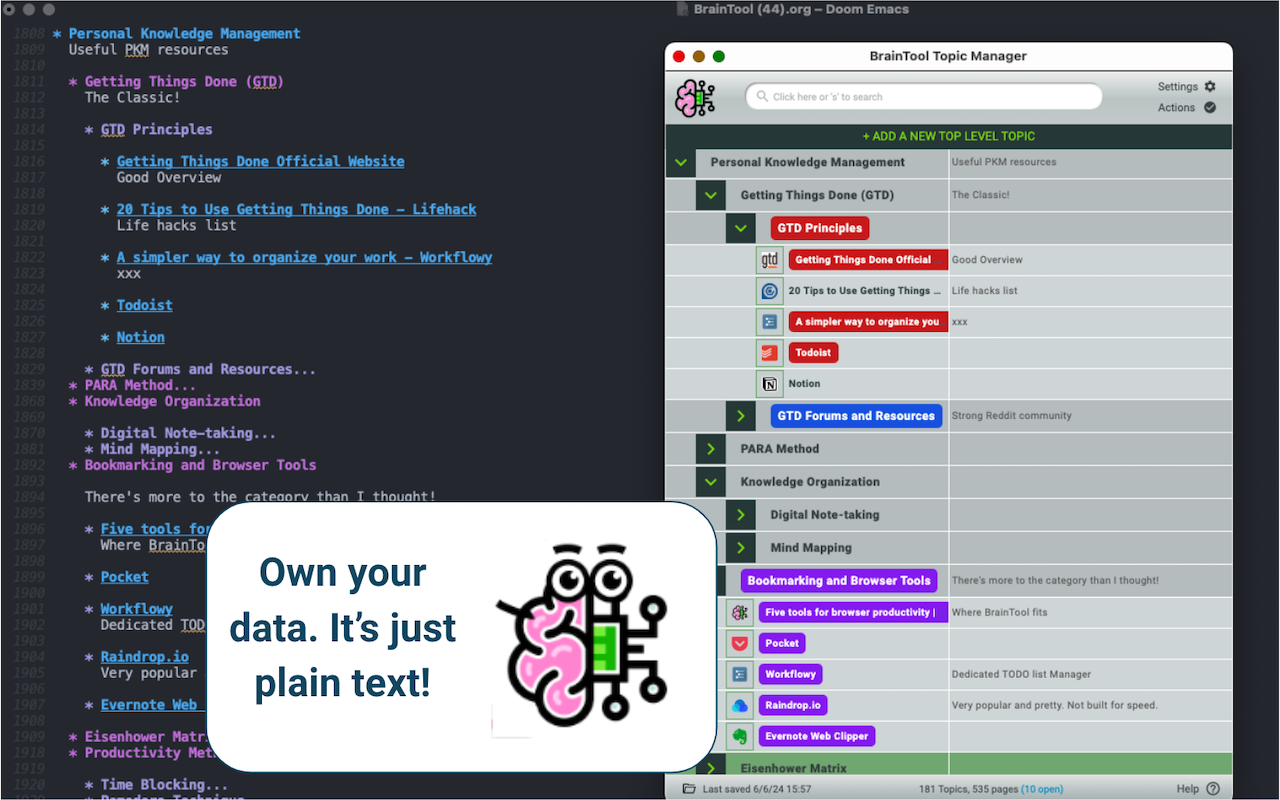 BrainTool (44).org — Doom Emacs
1808 * Personal Knowledge Management
1809 Useful PKM resources
1810
1811 * Getting Things Done (GTD)
1812 The Classic!
1813
1814 * GTD Principles
1815
1816 * Getting Things Done Official Website
1817 Good Overview
1818
1819 * 20 Tips to Use Getting Things Done - Lifehack
1820 Life hacks list
1821
1822 * A simpler way to organize your work - Workflowy
1823 xxx
1824
1825 * Todoist
1826
1827 * Notion
1828
1829 * GTD Forums and Resources...
1839 * PARA Method...
1868 * Knowledge Organization
1869
1870 * Digital Note-taking...
1881 * Mind Mapping...
1892 * Bookmarking and Browser Tools
1893
1894 There's more to the category than I thought!
1895
1896 * Five tools for
1897 Where BrainTo
1898
1899 * Pocket
1900
1901 * Workflowy
1902 Dedicated TOD
1903
1904 * Raindrop.io
1905 Very popular
1906
1907 * Evernote Web
1908
1909 * Eisenhower Matri
1918 * Productivity Met
1919
1920 * Time Blocking...
Own your
data. It's just
plain text!
BrainTool Topic Manager
Click here or 's' to search
Settings
Actions
+ ADD A NEW TOP LEVEL TOPIC
Personal Knowledge Management Useful PKM resources
Getting Things Done (GTD) The Classic!
GTD Principles
gtd Getting Things Done Official Good Overview
20 Tips to Use Getting Things ... Life hacks list
A simpler way to organize you xxx
Todoist
Notion
GTD Forums and Resources Strong Reddit community
PARA Method
Knowledge Organization
Digital Note-taking
Mind Mapping
Bookmarking and Browser Tools There's more to the category than I thought!
Five tools for browser productivity | Where BrainTool fits
Pocket
Workflowy Dedicated TODO list Manager
Raindrop.io Very popular and pretty. Not built for speed.
Evernote Web Clipper
Eisenhower Matrix
Last saved 6/6/24 15:57 181 Topics, 535 pages (10 open) Help